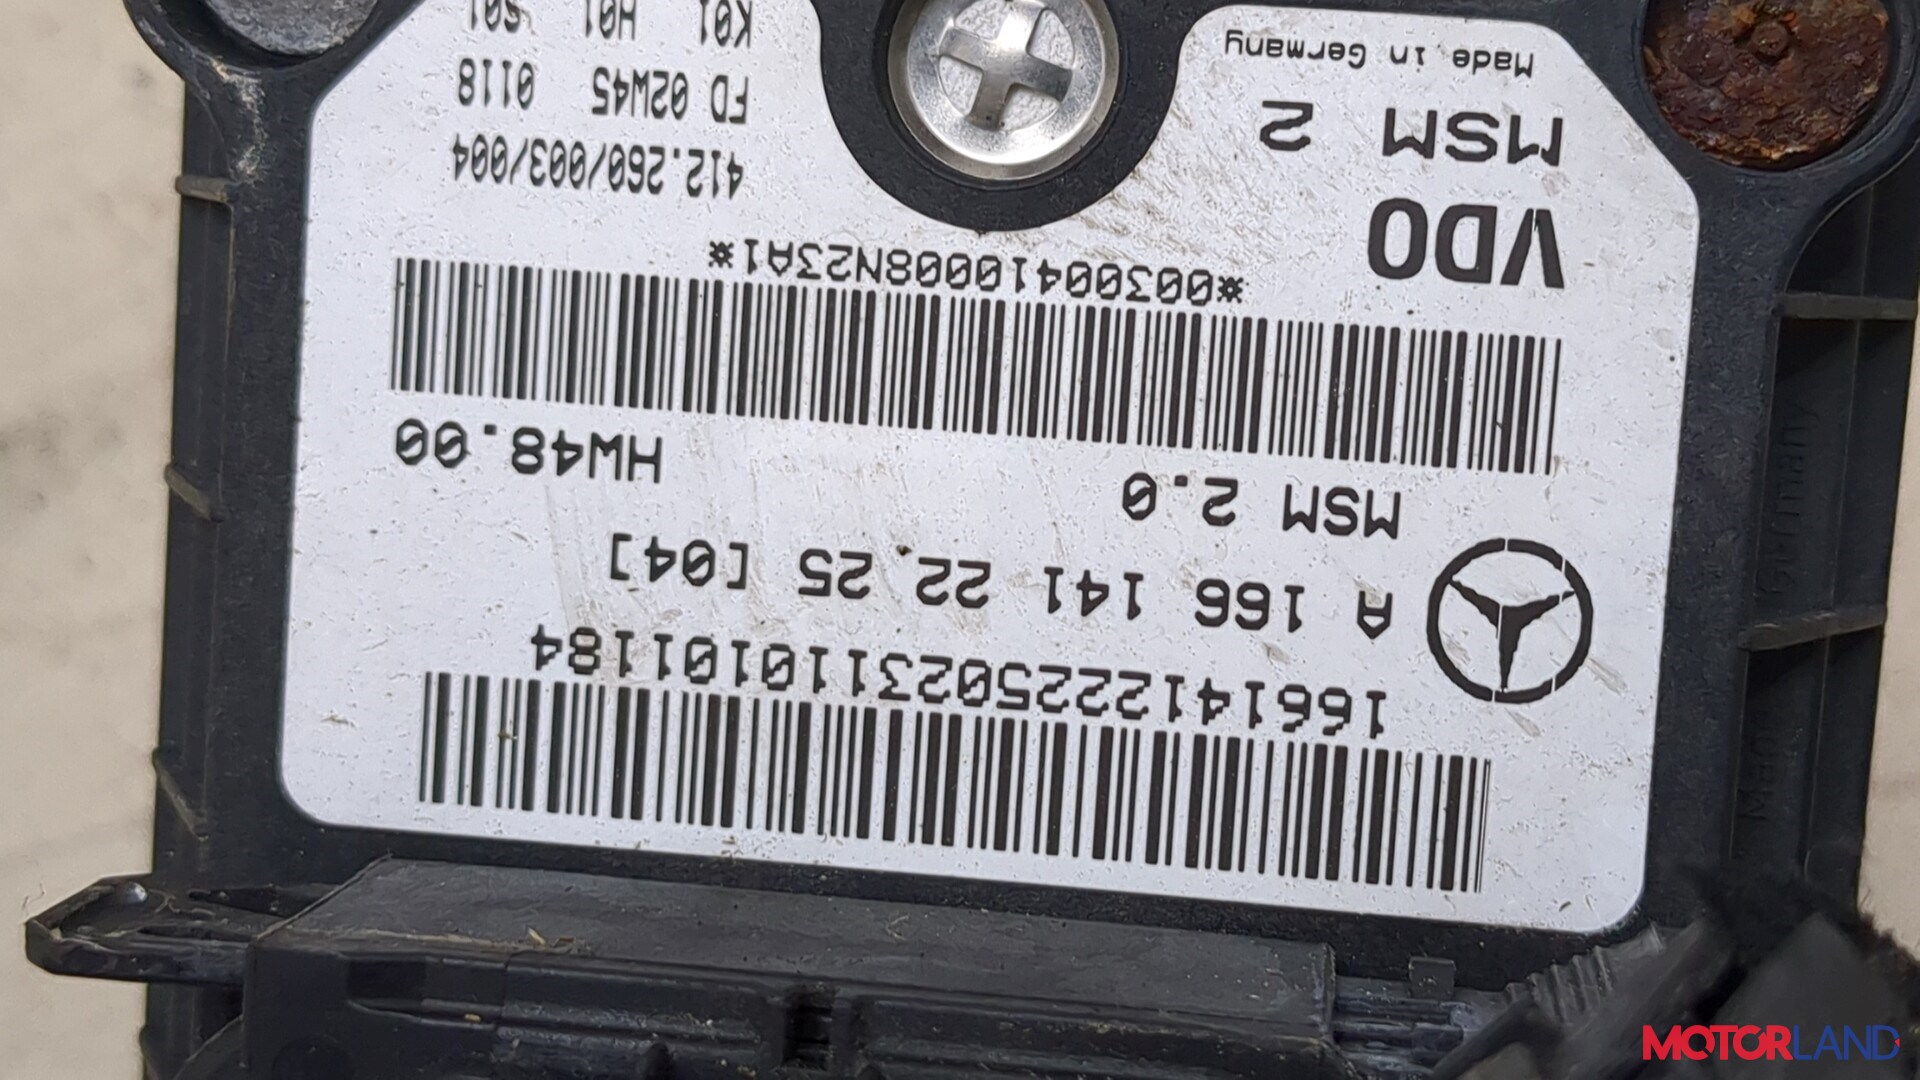 1661412225023110101184
A 166 141 22 25 [04]
MSM 2.0 HW48.00
*00300410008N23A1*
VDO 412.260/003/004
MSM 2 FD 02W45 0118
Made in Germany K01 H01 S01
MOTORLAND